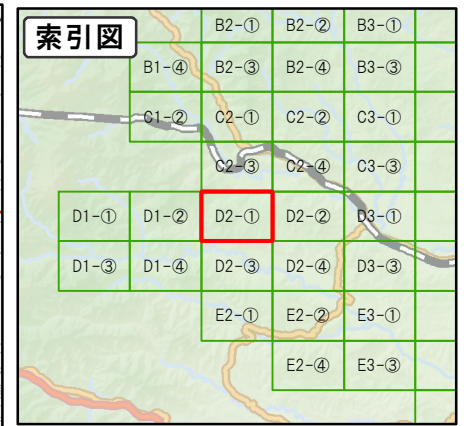 索引図
B2-① B2-② B3-①
B1-④ B2-③ B2-④ B3-③
C1-② C2-① C2-② C3-①
C2-③ C2-④ C3-③
D1-① D1-② D2-① D2-② D3-①
D1-③ D1-④ D2-③ D2-④ D3-③
E2-① E2-② E3-①
E2-④ E3-③